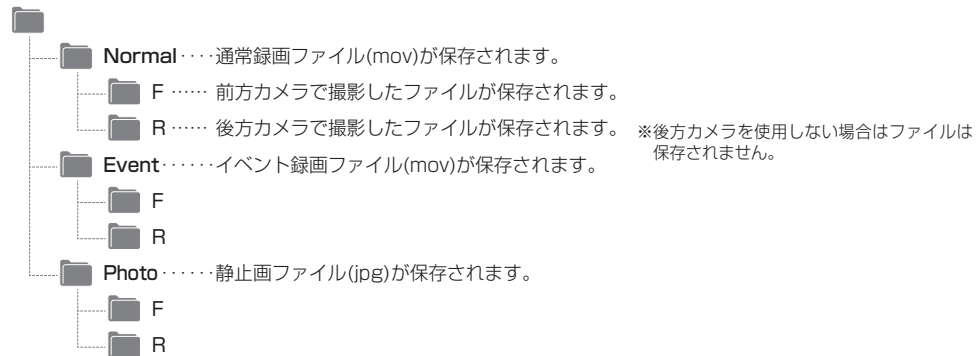 Normal‥‥通常録画ファイル(mov)が保存されます。
F …… 前方カメラで撮影したファイルが保存されます。
R …… 後方カメラで撮影したファイルが保存されます。 ※後方カメラを使用しない場合はファイルは
保存されません。
Event‥‥‥イベント録画ファイル(mov)が保存されます。
F
R
Photo‥‥‥静止画ファイル(jpg)が保存されます。
F
R